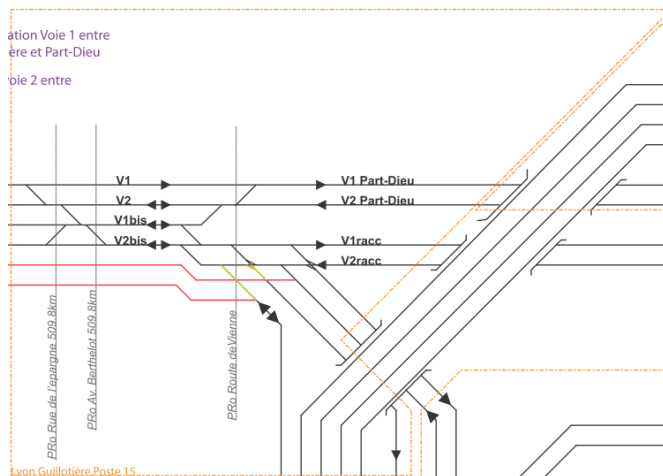 ation Voie 1 entre
ère et Part-Dieu
oie 2 entre
V1
V1 Part-Dieu
V2
V2 Part-Dieu
V1bis
V2bis
V1racc
V2racc
PRo Rue de l'epargne 509.8km
PRo Av. Berthelot 509.8km
PRo Route deVienne
Lyon Guillotière Poste 15